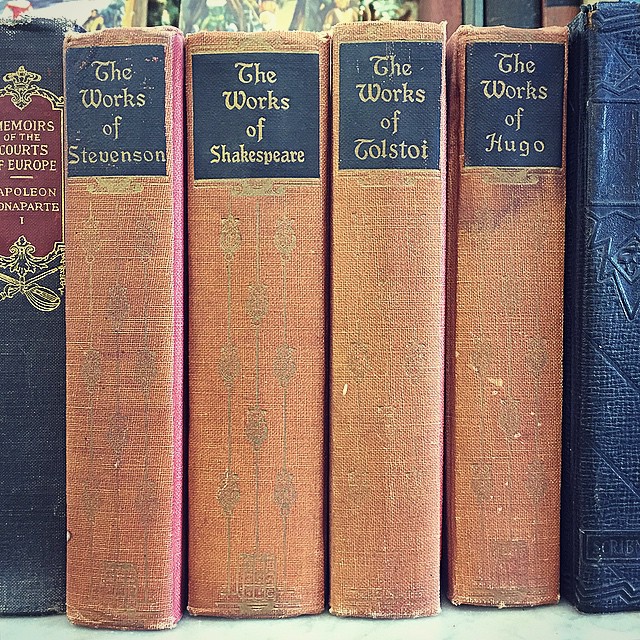 MEMOIRS
OF THE
COURTS
OF EUROPE
NAPOLEON
BONAPARTE
I
The
Works
of
Stevenson
The
Works
of
Shakespeare
The
Works
of
Tolstoi
The
Works
of
Hugo